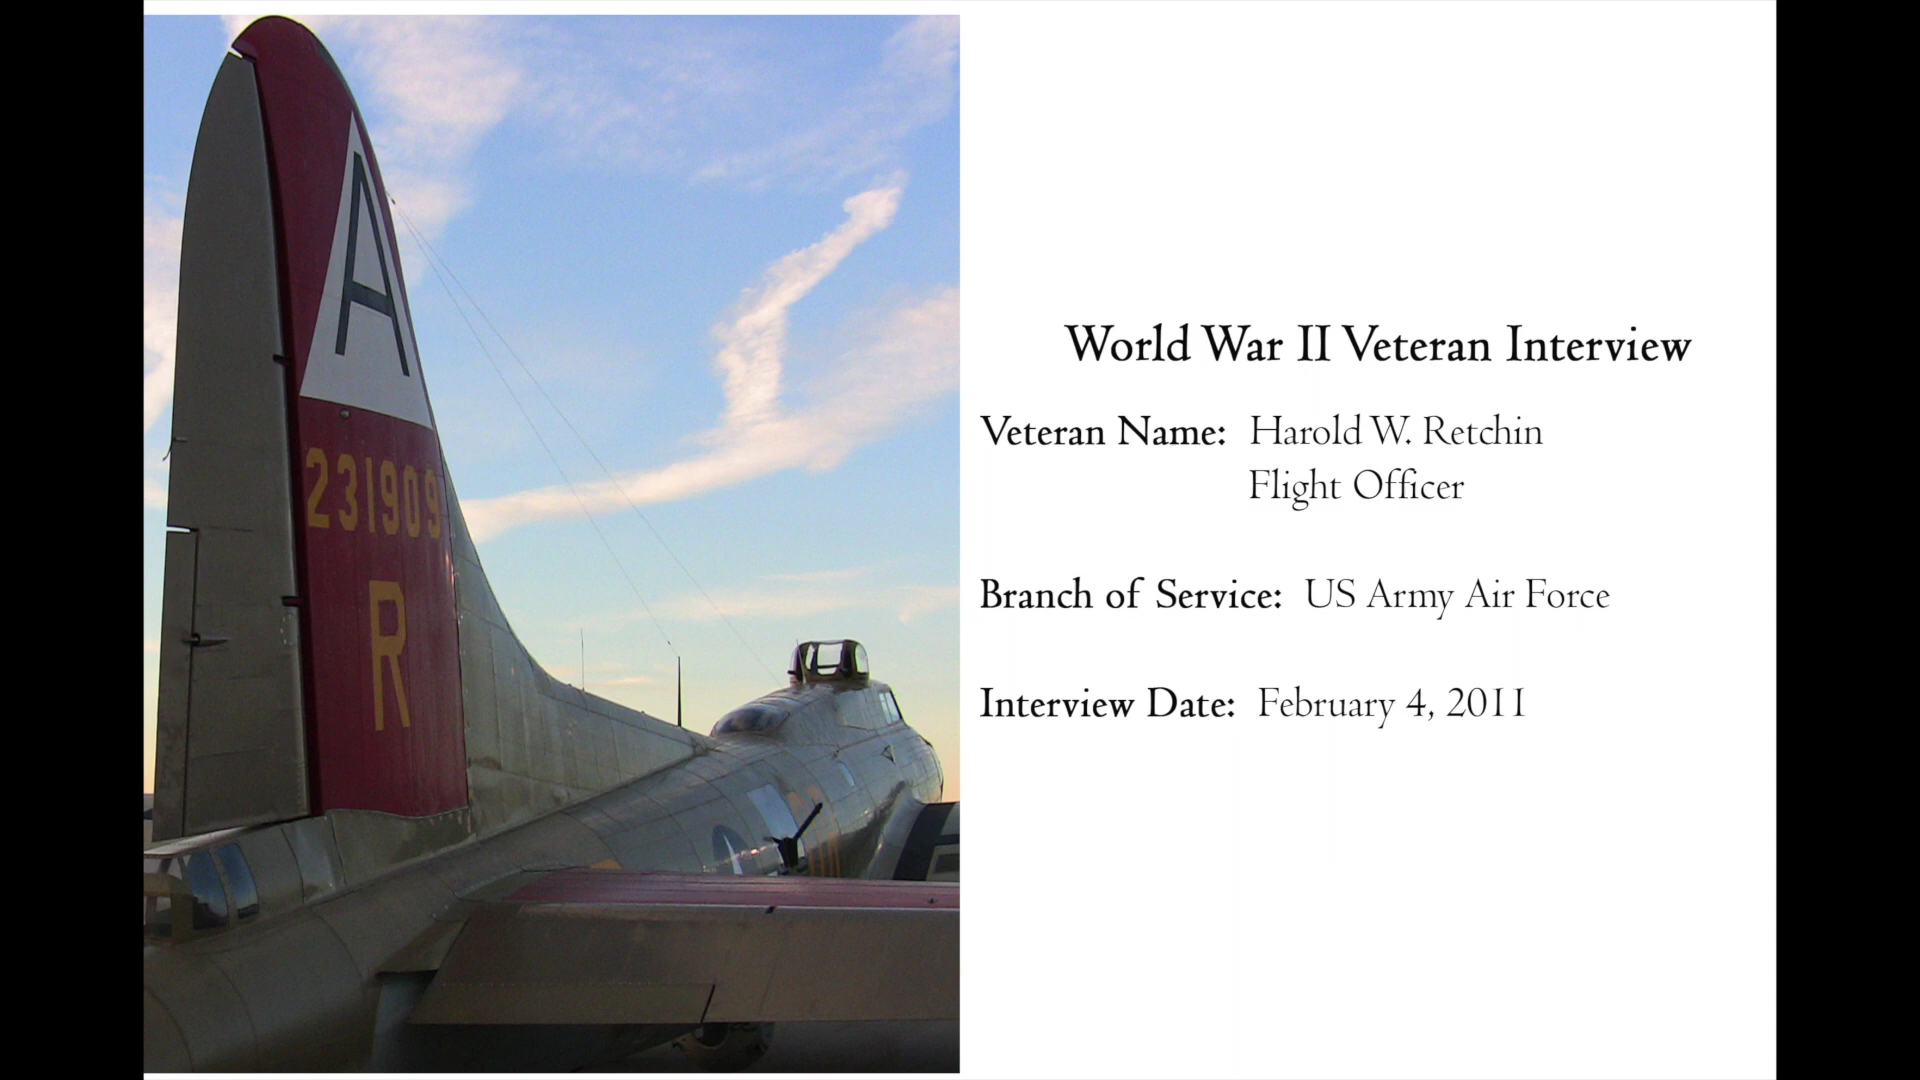 A
231909
R
World War II Veteran Interview
Veteran Name: Harold W. Retchin
Flight Officer
Branch of Service: US Army Air Force
Interview Date: February 4, 2011